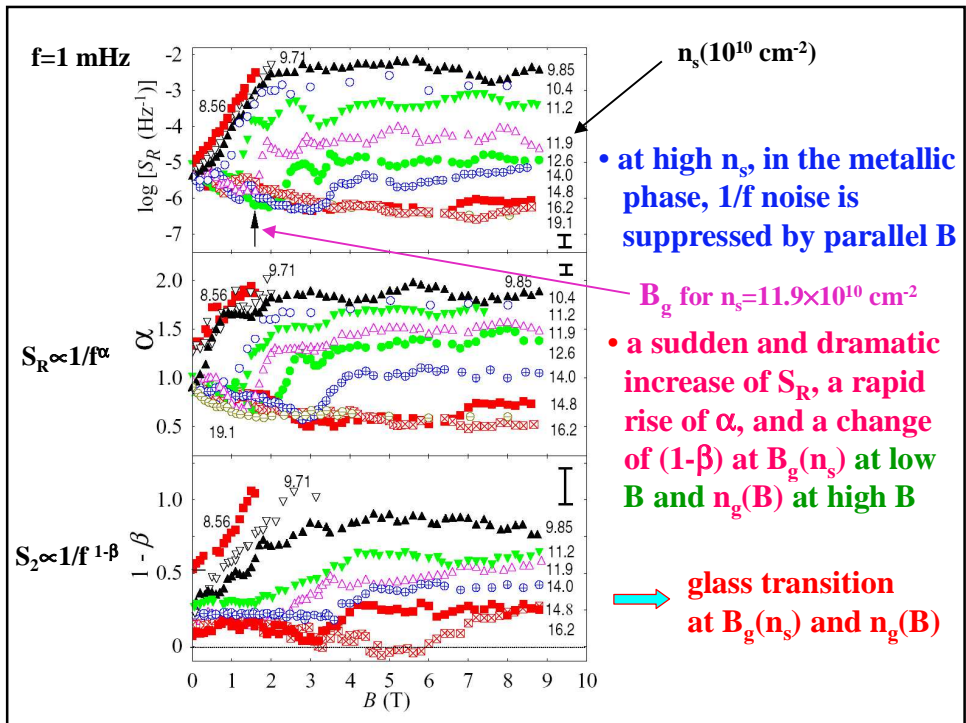 f=1 mHz
log [S_R (Hz⁻¹)]
-2
-3
-4
-5
-6
-7
9.71
8.56
9.85
10.4
11.2
11.9
12.6
14.0
14.8
16.2
19.1
n_s(10¹⁰ cm⁻²)
• at high n_s, in the metallic
phase, 1/f noise is
suppressed by parallel B
B_g for n_s=11.9×10¹⁰ cm⁻²
S_R∝1/f^α
α
2.0
1.5
1.0
0.5
9.71
8.56
19.1
9.85
10.4
11.2
11.9
12.6
14.0
14.8
16.2
• a sudden and dramatic
increase of S_R, a rapid
rise of α, and a change
of (1-β) at B_g(n_s) at low
B and n_g(B) at high B
S_2∝1/f ^1-β
1 - β
1.0
0.5
0
9.71
8.56
9.85
11.2
11.9
14.0
14.8
16.2
0 1 2 3 4 5 6 7 8 9 10
B (T)
glass transition
at B_g(n_s) and n_g(B)